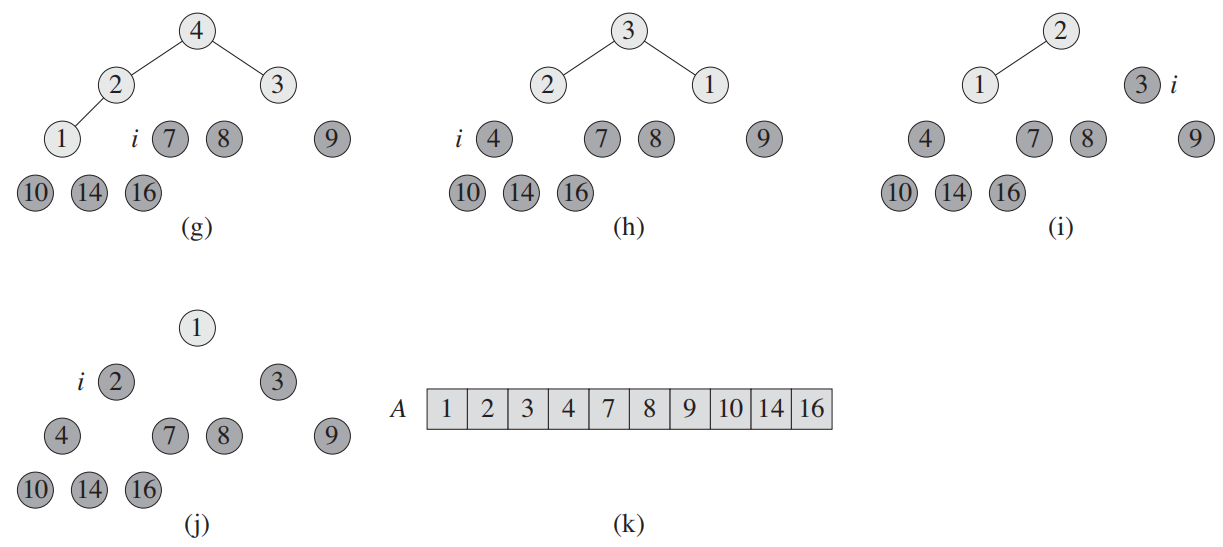 4 3 2
2 3 2 1 1 3 i
1 i 7 8 9 i 4 7 8 9 4 7 8 9
10 14 16 10 14 16 10 14 16
(g) (h) (i)
1
i 2 3
A 1 2 3 4 7 8 9 10 14 16
4 7 8 9
10 14 16
(j) (k)